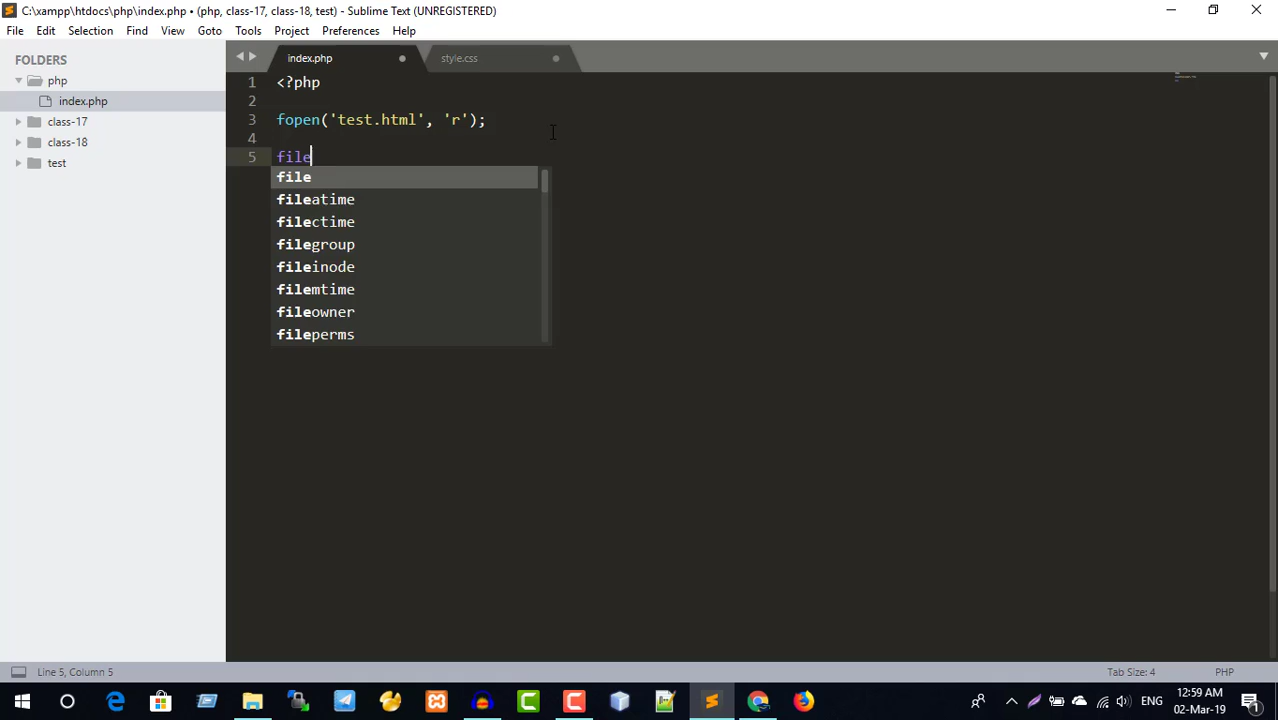 C:\xampp\htdocs\php\index.php • (php, class-17, class-18, test) - Sublime Text (UNREGISTERED)
File Edit Selection Find View Goto Tools Project Preferences Help
FOLDERS
php
index.php
class-17
class-18
test
index.php
style.css
1 <?php
2
3 fopen('test.html', 'r');
4
5 file
file
fileatime
filectime
filegroup
fileinode
filemtime
fileowner
fileperms
Line 5, Column 5
Tab Size: 4
PHP
ENG
12:59 AM
02-Mar-19
1